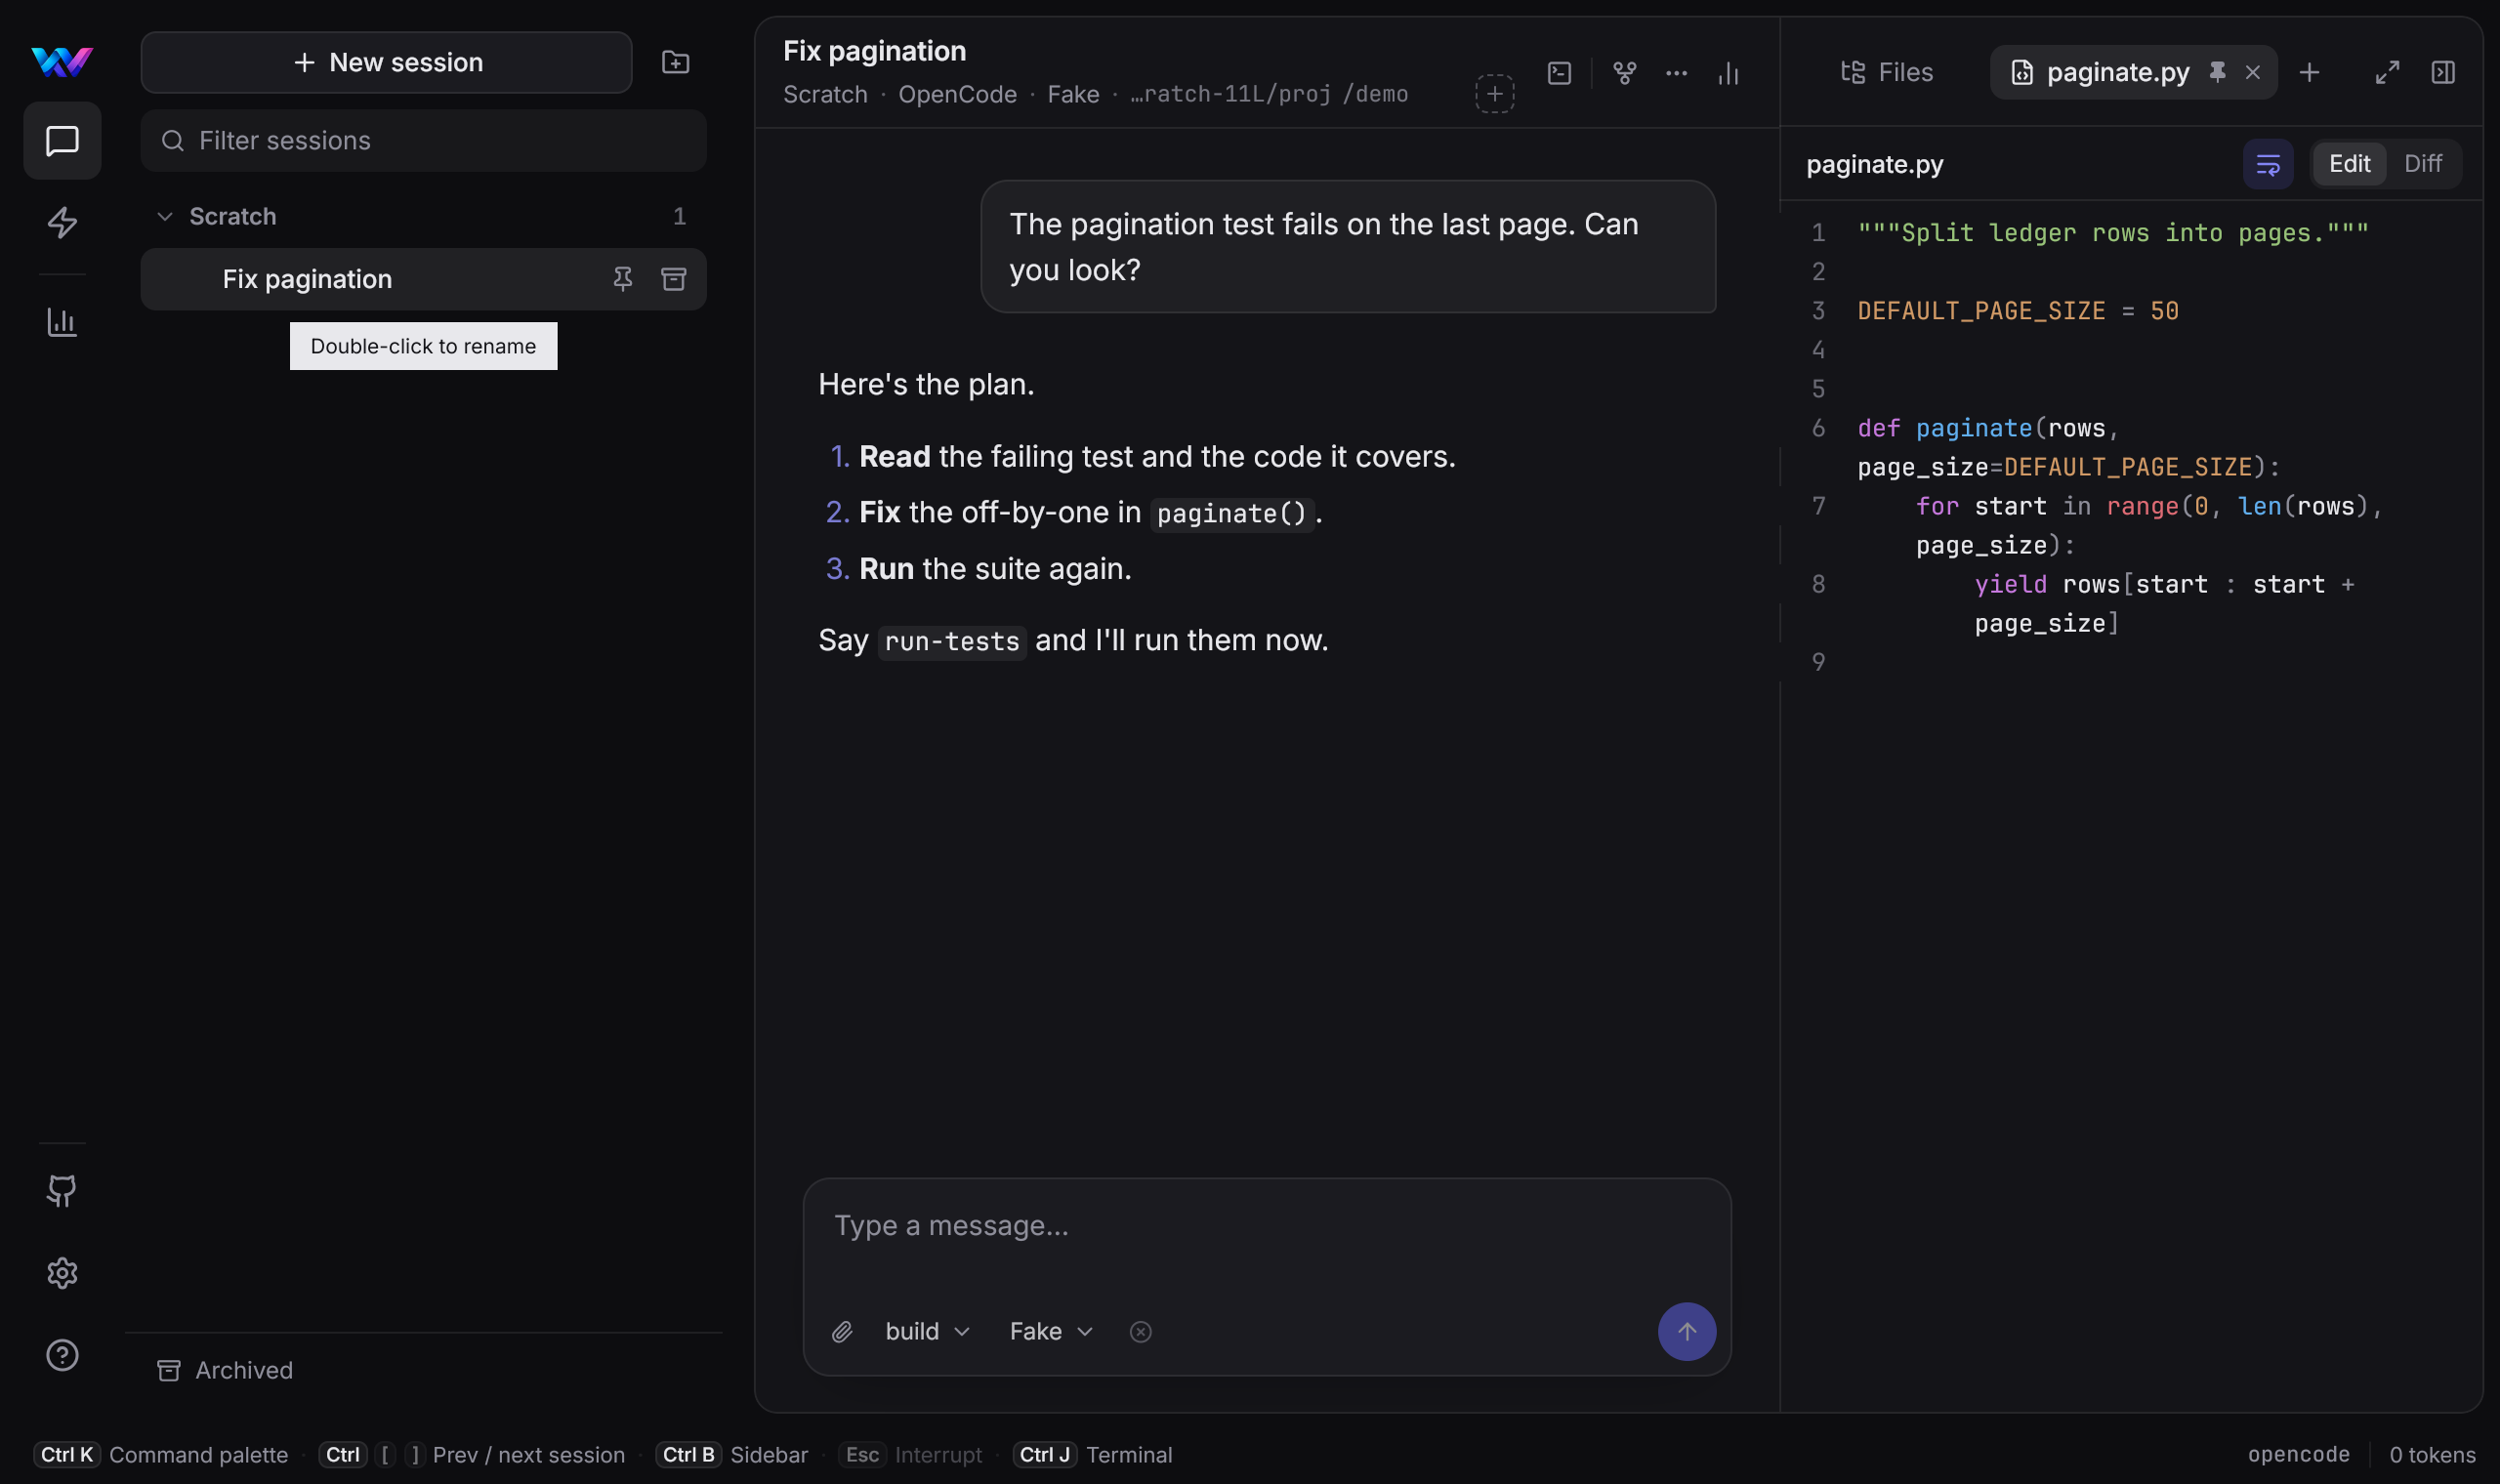 New session
Filter sessions
Scratch 1
Fix pagination
Double-click to rename
Archived
Fix pagination
Scratch · OpenCode · Fake · …ratch-11L/proj /demo
The pagination test fails on the last page. Can
you look?
Here's the plan.
1. Read the failing test and the code it covers.
2. Fix the off-by-one in paginate().
3. Run the suite again.
Say run-tests and I'll run them now.
Type a message...
build Fake
Files paginate.py
paginate.py Edit Diff
1 """Split ledger rows into pages."""
2
3 DEFAULT_PAGE_SIZE = 50
4
5
6 def paginate(rows,
page_size=DEFAULT_PAGE_SIZE):
7 for start in range(0, len(rows),
page_size):
8 yield rows[start : start +
page_size]
9
Ctrl K Command palette · Ctrl [ ] Prev / next session · Ctrl B Sidebar · Esc Interrupt · Ctrl J Terminal
opencode 0 tokens